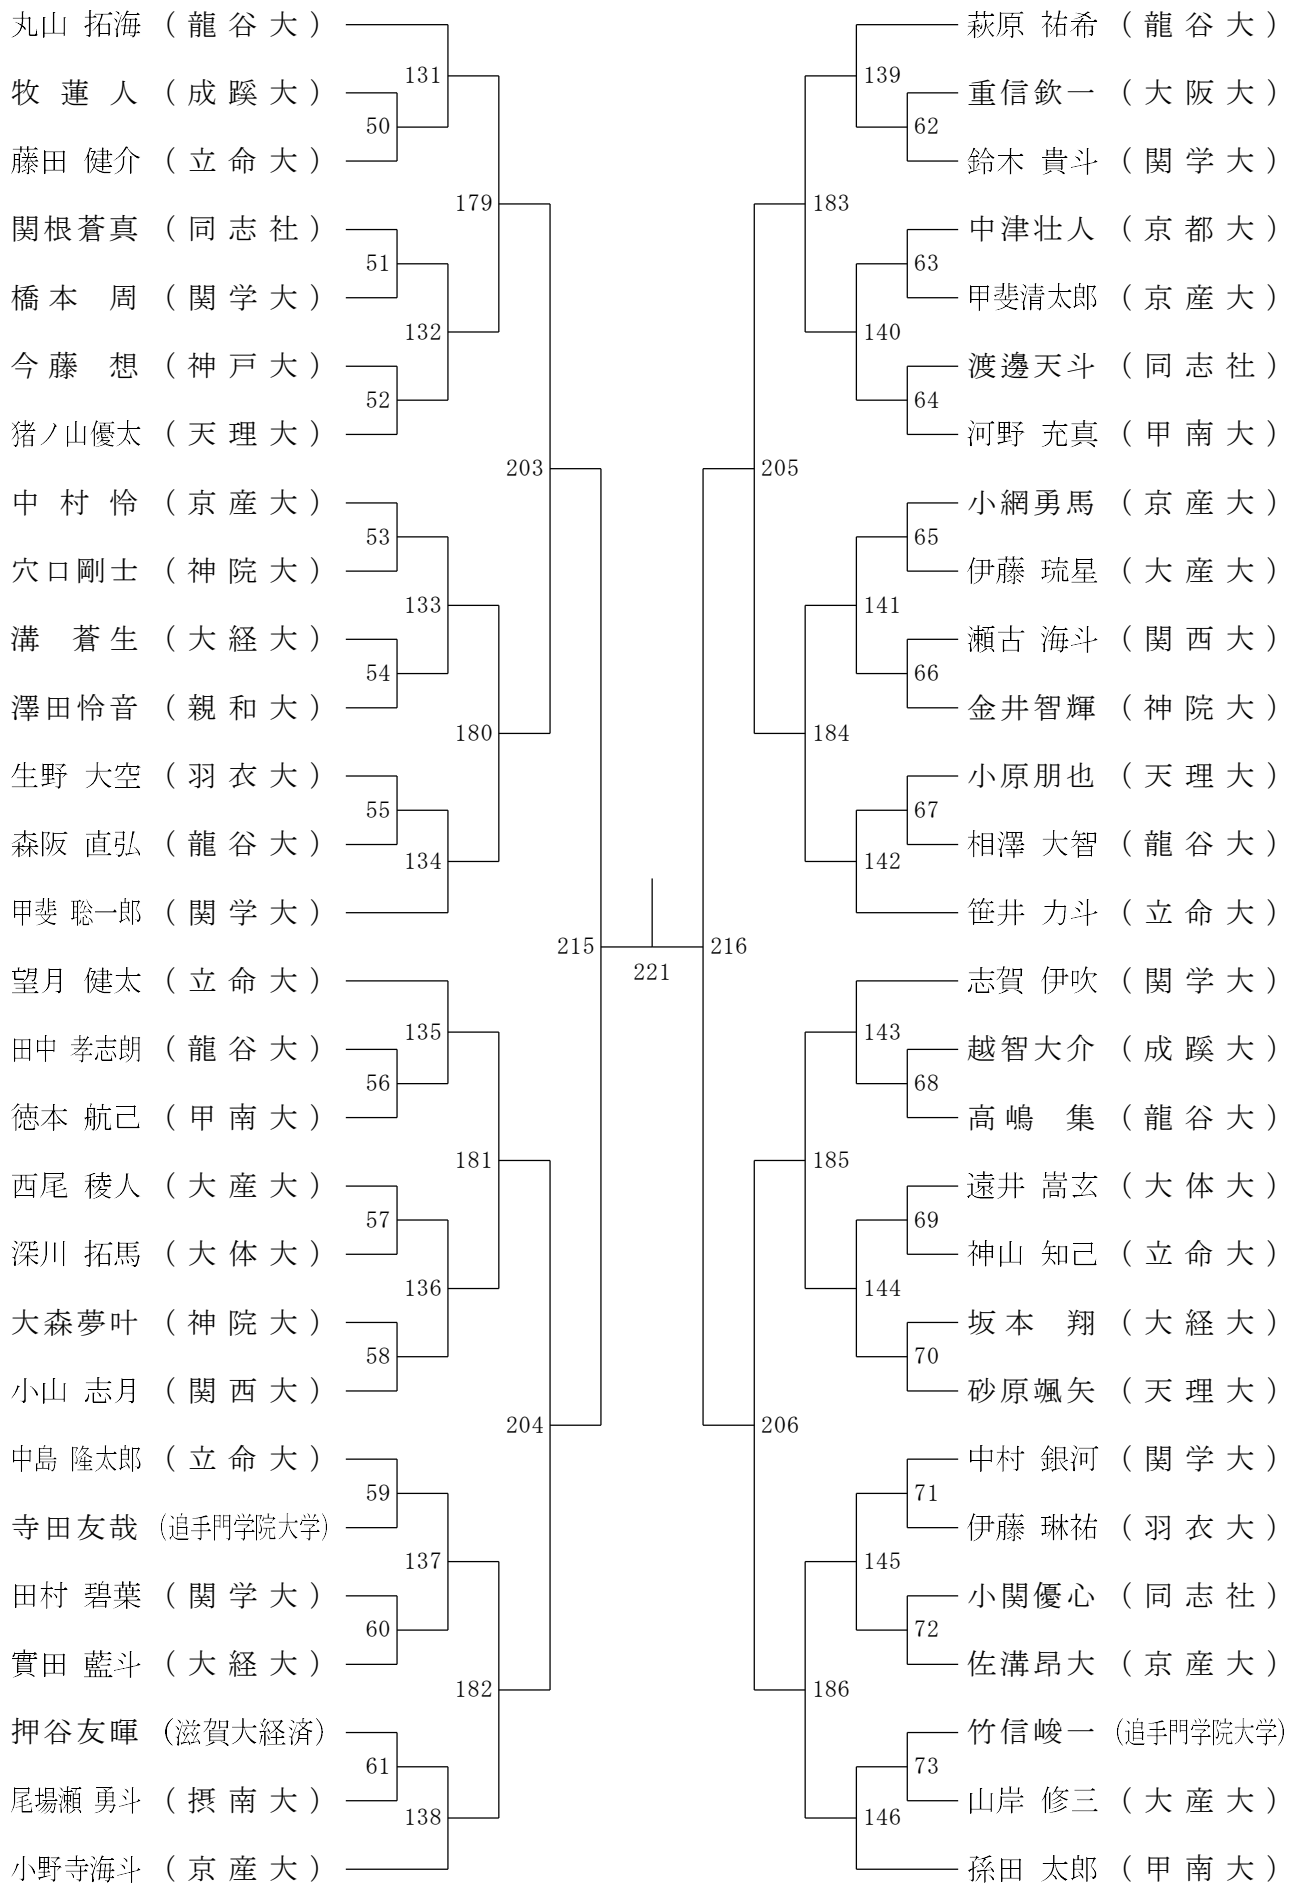 丸山 拓海 (龍谷大)
牧 蓮 人 (成蹊大)
藤田 健介 (立命大)
関根蒼真 (同志社)
橋本 周 (関学大)
今藤 想 (神戸大)
猪ノ山優太 (天理大)
中 村 怜 (京産大)
穴口剛士 (神院大)
溝 蒼生 (大経大)
澤田怜音 (親和大)
生野 大空 (羽衣大)
森阪 直弘 (龍谷大)
甲斐 聡一郎 (関学大)
望月 健太 (立命大)
田中 孝志朗 (龍谷大)
徳本 航己 (甲南大)
西尾 稜人 (大産大)
深川 拓馬 (大体大)
大森夢叶 (神院大)
小山 志月 (関西大)
中島 隆太郎 (立命大)
寺田友哉 (追手門学院大学)
田村 碧葉 (関学大)
實田 藍斗 (大経大)
押谷友暉 (滋賀大経済)
尾場瀬 勇斗 (摂南大)
小野寺海斗 (京産大)
50
51
52
53
54
55
56
57
58
59
60
61
131
132
133
134
135
136
137
138
179
180
181
182
203
204
215
221
216
205
206
183
184
185
186
139
140
141
142
143
144
145
146
62
63
64
65
66
67
68
69
70
71
72
73
萩原 祐希 (龍谷大)
重信欽一 (大阪大)
鈴木 貴斗 (関学大)
中津壮人 (京都大)
甲斐清太郎 (京産大)
渡邊天斗 (同志社)
河野 充真 (甲南大)
小網勇馬 (京産大)
伊藤 琉星 (大産大)
瀬古 海斗 (関西大)
金井智輝 (神院大)
小原朋也 (天理大)
相澤 大智 (龍谷大)
笹井 力斗 (立命大)
志賀 伊吹 (関学大)
越智大介 (成蹊大)
高嶋 集 (龍谷大)
遠井 嵩玄 (大体大)
神山 知己 (立命大)
坂本 翔 (大経大)
砂原颯矢 (天理大)
中村 銀河 (関学大)
伊藤 琳祐 (羽衣大)
小関優心 (同志社)
佐溝昂大 (京産大)
竹信峻一 (追手門学院大学)
山岸 修三 (大産大)
孫田 太郎 (甲南大)